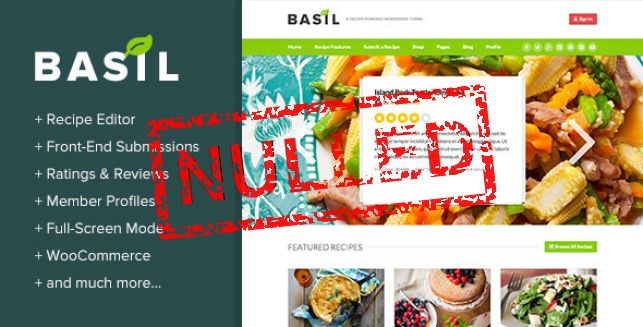 BASIL
+ Recipe Editor
+ Front-End Submissions
+ Ratings & Reviews
+ Member Profiles
+ Full-Screen Mode
+ WooCommerce
+ and much more...
BASIL
A RECIPE-POWERED WORDPRESS THEME.
Sign In
Home Recipe Features Submit a Recipe Shop Pages Blog Profile
Island Pork Tenderloin
NULLED
FEATURED RECIPES
Browse All Recipes